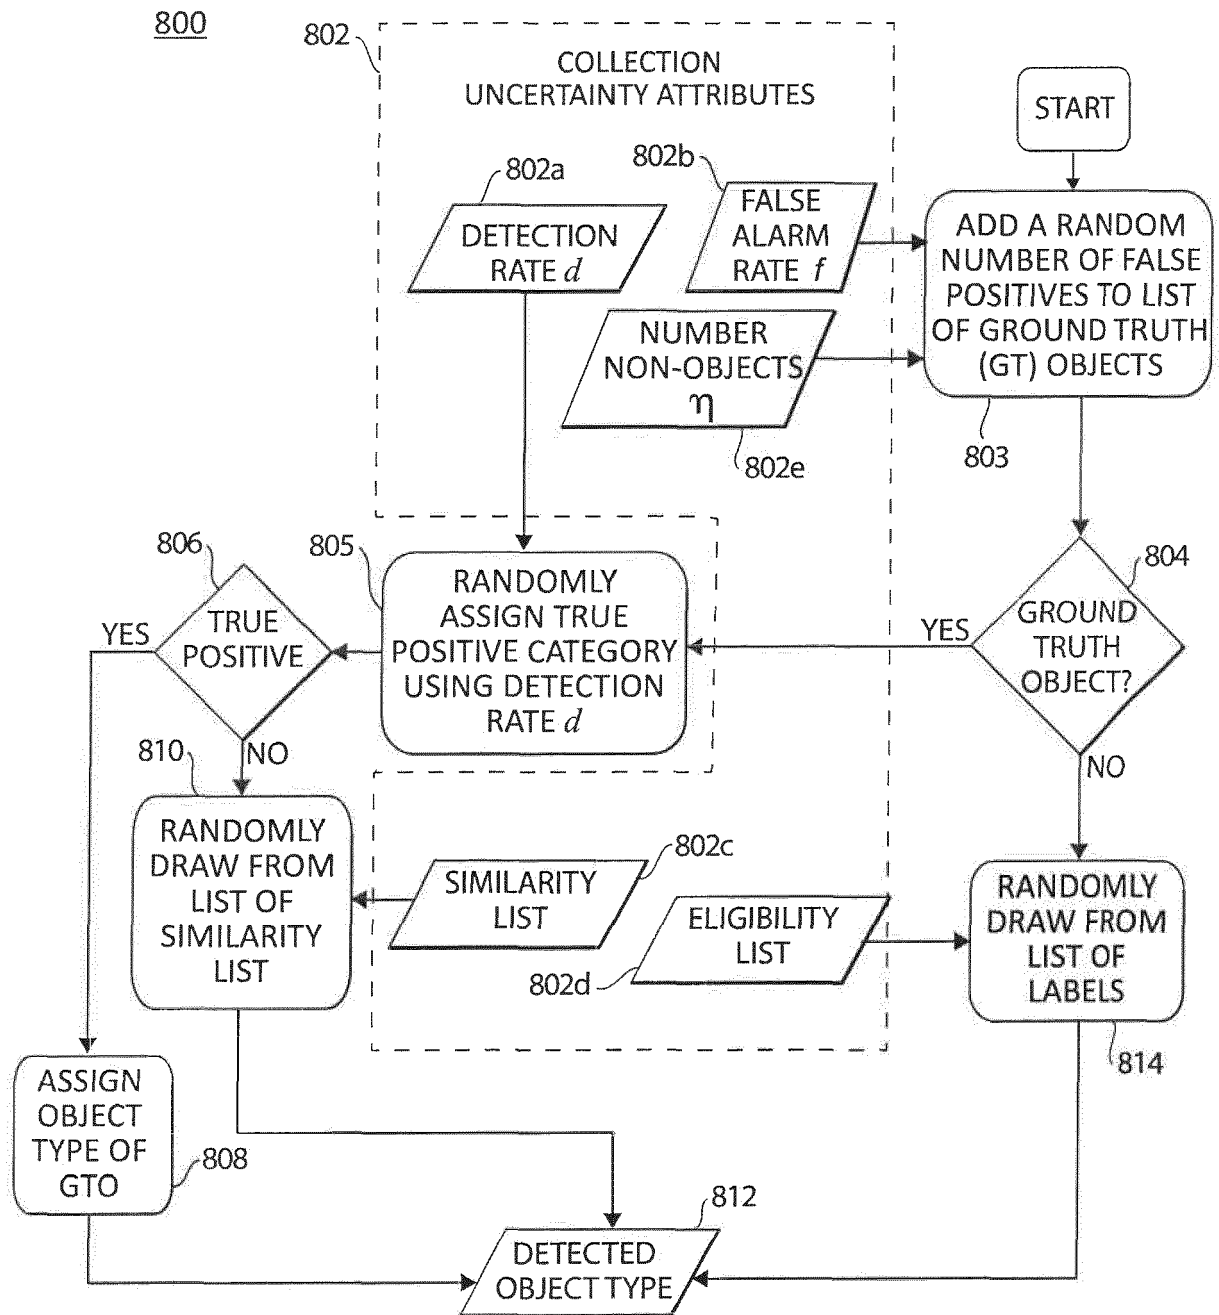 800
802
COLLECTION
UNCERTAINTY ATTRIBUTES
START
802a
802b
DETECTION
RATE d
FALSE
ALARM
RATE f
ADD A RANDOM
NUMBER OF FALSE
POSITIVES TO LIST
OF GROUND TRUTH
(GT) OBJECTS
NUMBER
NON-OBJECTS
η
802e
803
806
805
804
TRUE
POSITIVE
YES
NO
RANDOMLY
ASSIGN TRUE
POSITIVE CATEGORY
USING DETECTION
RATE d
YES
GROUND
TRUTH
OBJECT?
NO
810
RANDOMLY
DRAW FROM
LIST OF
SIMILARITY
LIST
802c
SIMILARITY
LIST
ELIGIBILITY
LIST
802d
RANDOMLY
DRAW FROM
LIST OF
LABELS
814
ASSIGN
OBJECT
TYPE OF
GTO
808
812
DETECTED
OBJECT TYPE